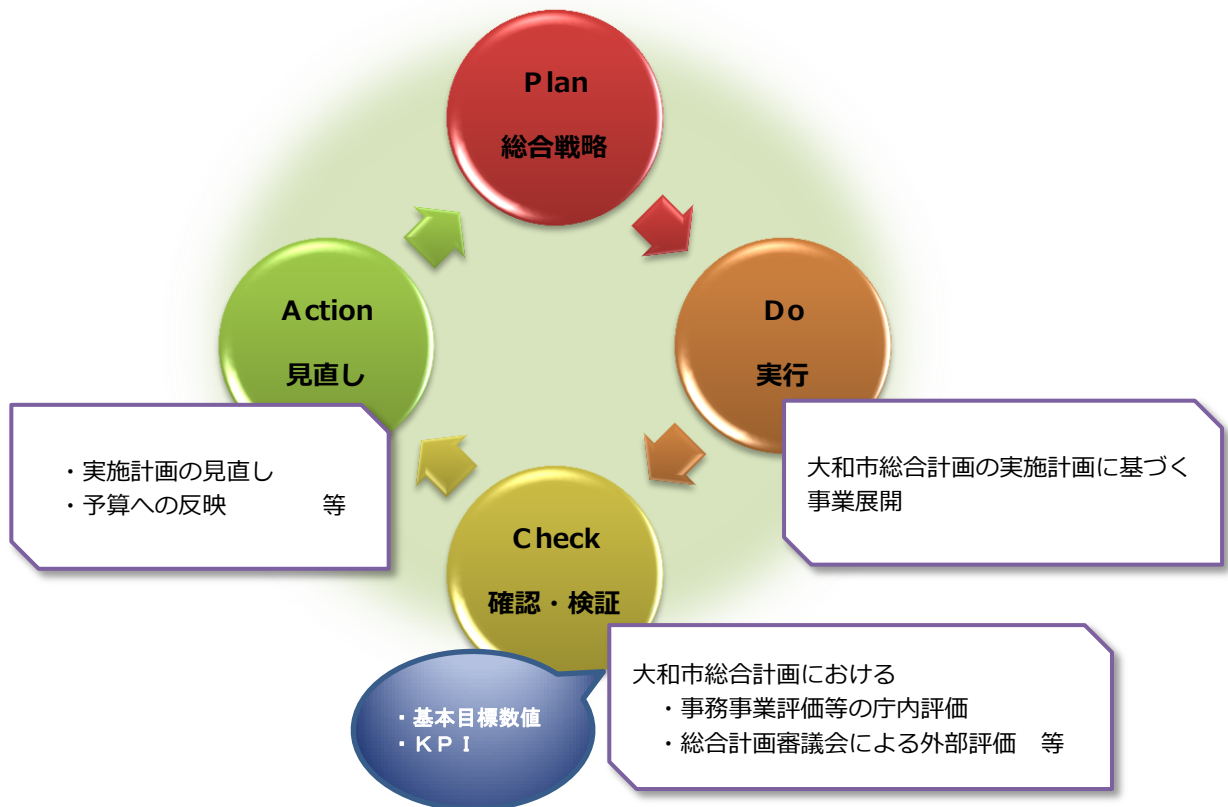 Plan
総合戦略
Do
実行
大和市総合計画の実施計画に基づく
事業展開
Check
確認・検証
・基本目標数値
・ＫＰＩ
大和市総合計画における
・事務事業評価等の庁内評価
・総合計画審議会による外部評価　等
Action
見直し
・実施計画の見直し
・予算への反映　　　　等